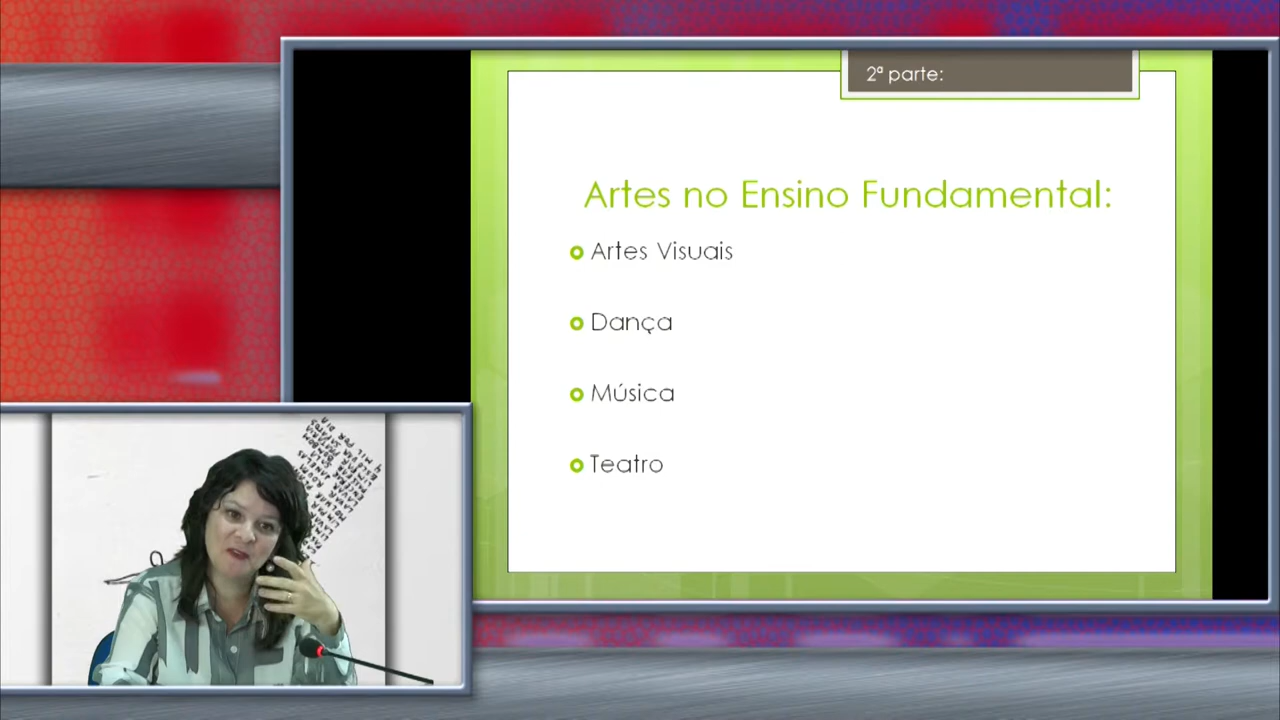 2ª parte:
Artes no Ensino Fundamental:
Artes Visuais
Dança
Música
Teatro